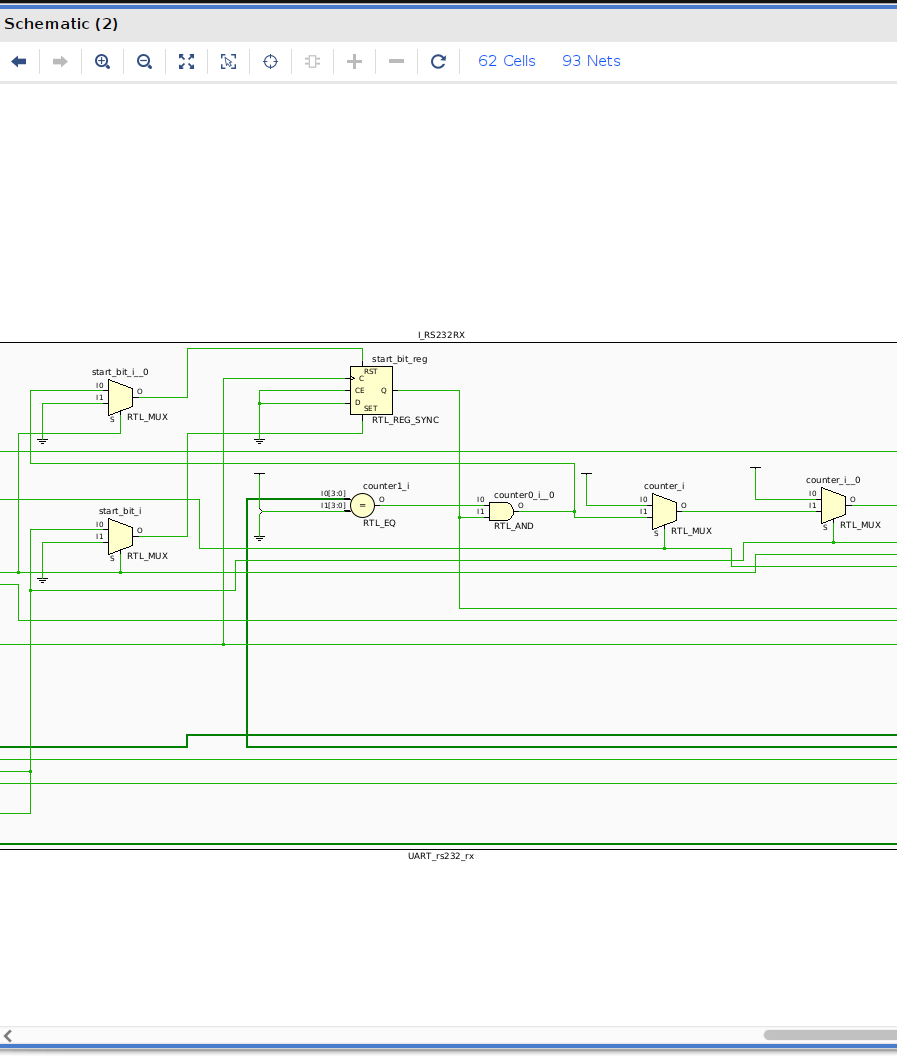 Schematic (2)
62 Cells 93 Nets
I_RS232RX
start_bit_reg
start_bit_i__0
RST
C
CE
Q
D
SET
RTL_REG_SYNC
I0
I1
O
S
RTL_MUX
counter1_i
I0[3:0]
I1[3:0]
O
=
RTL_EQ
counter0_i__0
I0
I1
O
RTL_AND
counter_i
I0
I1
O
S
RTL_MUX
counter_i__0
I0
I1
O
S
RTL_MUX
start_bit_i
I0
I1
O
S
RTL_MUX
UART_rs232_rx